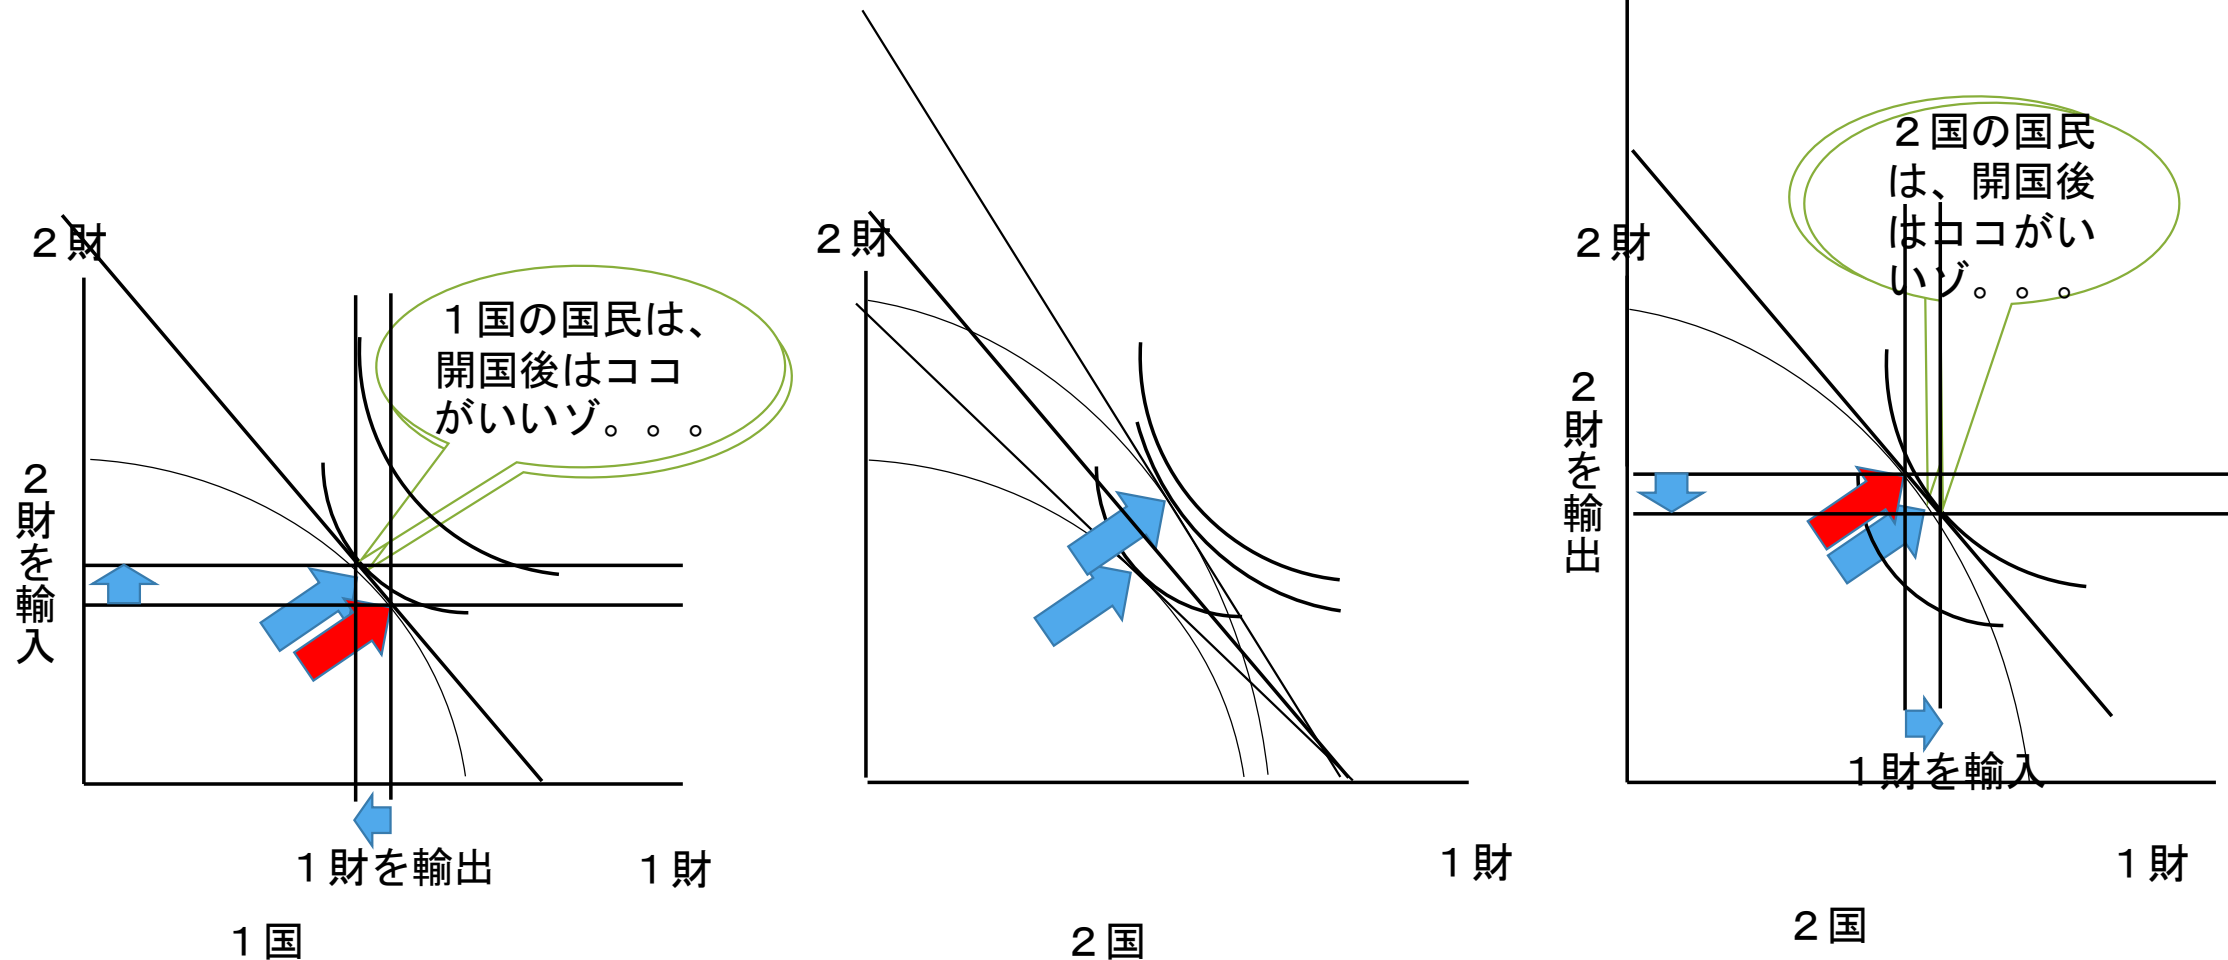 ２財
１国の国民は、
開国後はココ
がいいゾ。。。
２財を輸入
１財を輸出
１財
１国
２財
１財
２国
２国の国民
は、開国後
はココがい
いゾ。。。
２財
２財を輸出
１財を輸入
１財
２国